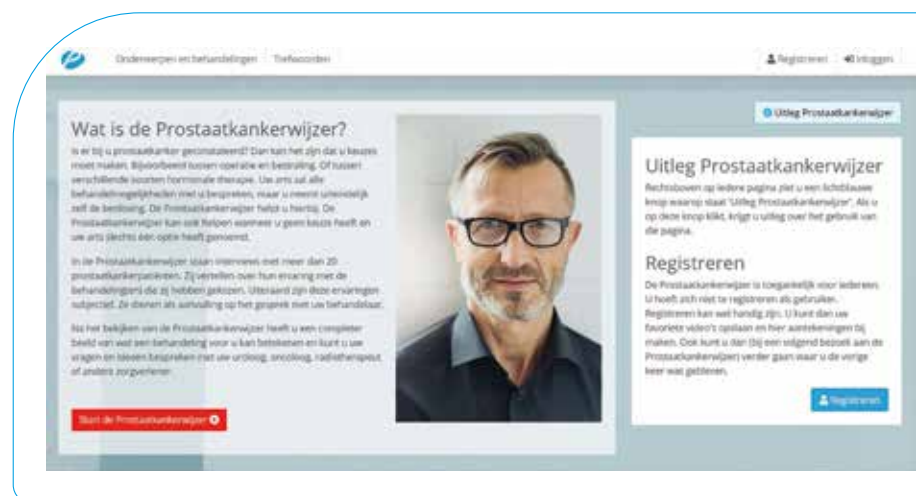 Onderwerpen en behandelingen Trefwoorden
Registreren Inloggen
Uitleg Prostaatkankerwijzer
Wat is de Prostaatkankerwijzer?
Is er bij u prostaatkanker geconstateerd? Dan kan het zijn dat u keuzes
moet maken. Bijvoorbeeld tussen operatie en bestraling. Of tussen
verschillende soorten hormonale therapie. Uw arts zal alle
behandelmogelijkheden met u bespreken, maar u neemt uiteindelijk
zelf de beslissing. De Prostaatkankerwijzer helpt u hierbij. De
Prostaatkankerwijzer kan ook helpen wanneer u geen keuze heeft en
uw arts slechts één optie heeft genoemd.
In de Prostaatkankerwijzer staan interviews met meer dan 20
prostaatkankerpatiënten. Zij vertellen over hun ervaring met de
behandeling(en) die zij hebben gekozen. Uiteraard zijn deze ervaringen
subjectief. Ze dienen als aanvulling op het gesprek met uw behandelaar.
Na het bekijken van de Prostaatkankerwijzer heeft u een completer
beeld van wat een behandeling voor u kan betekenen en kunt u uw
vragen en ideeën bespreken met uw uroloog, oncoloog, radiotherapeut
of andere zorgverlener.
Start de Prostaatkankerwijzer
Uitleg Prostaatkankerwijzer
Rechtsboven op iedere pagina ziet u een lichtblauwe
knop waarop staat "Uitleg Prostaatkankerwijzer". Als u
op deze knop klikt, krijgt u uitleg over het gebruik van
die pagina.
Registreren
De Prostaatkankerwijzer is toegankelijk voor iedereen.
U hoeft zich niet te registreren als gebruiker.
Registreren kan wel handig zijn. U kunt dan uw
favoriete video's opslaan en hier aantekeningen bij
maken. Ook kunt u dan (bij een volgend bezoek aan de
Prostaatkankerwijzer) verder gaan waar u de vorige
keer was gebleven.
Registreren